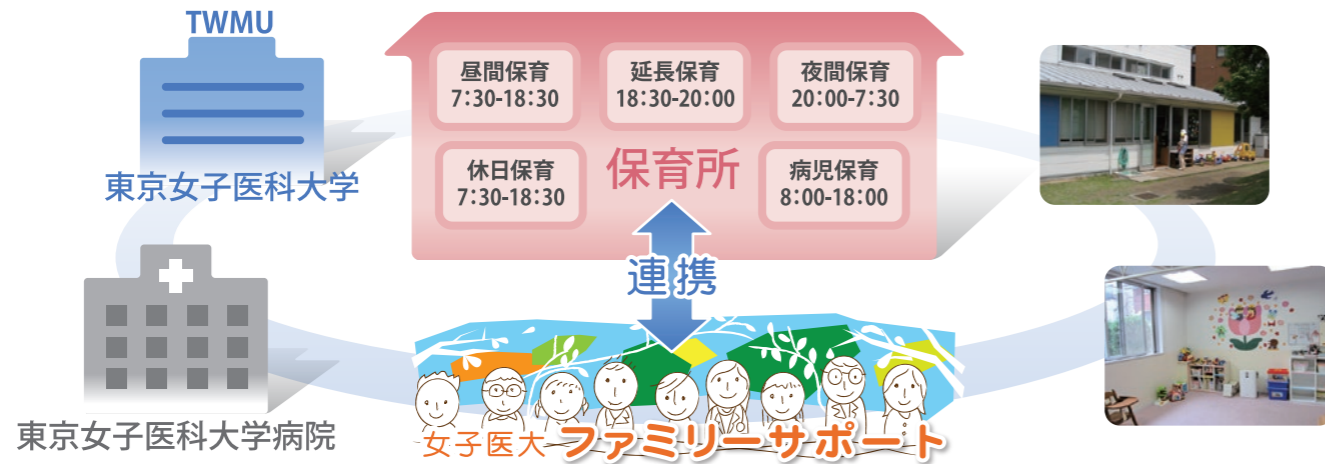 TWMU
東京女子医科大学
東京女子医科大学病院
昼間保育
7:30-18:30
延長保育
18:30-20:00
夜間保育
20:00-7:30
休日保育
7:30-18:30
保育所
病児保育
8:00-18:00
連携
女子医大 ファミリーサポート